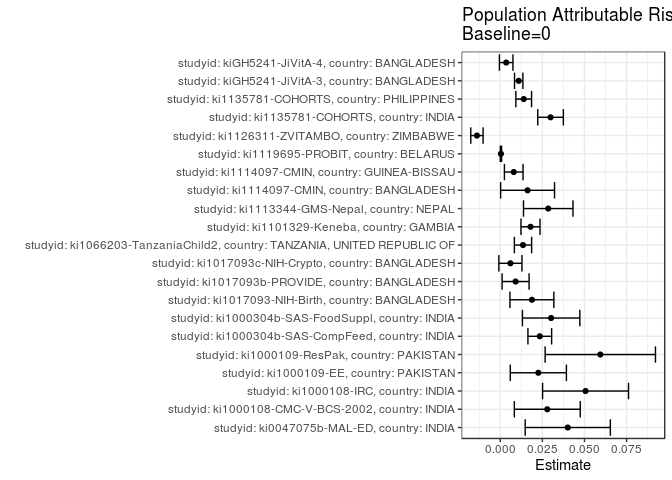 Population Attributable Ris
Baseline=0
studyid: kiGH5241-JiVitA-4, country: BANGLADESH
studyid: kiGH5241-JiVitA-3, country: BANGLADESH
studyid: ki1135781-COHORTS, country: PHILIPPINES
studyid: ki1135781-COHORTS, country: INDIA
studyid: ki1126311-ZVITAMBO, country: ZIMBABWE
studyid: ki1119695-PROBIT, country: BELARUS
studyid: ki1114097-CMIN, country: GUINEA-BISSAU
studyid: ki1114097-CMIN, country: BANGLADESH
studyid: ki1113344-GMS-Nepal, country: NEPAL
studyid: ki1101329-Keneba, country: GAMBIA
studyid: ki1066203-TanzaniaChild2, country: TANZANIA, UNITED REPUBLIC OF
studyid: ki1017093c-NIH-Crypto, country: BANGLADESH
studyid: ki1017093b-PROVIDE, country: BANGLADESH
studyid: ki1017093-NIH-Birth, country: BANGLADESH
studyid: ki1000304b-SAS-FoodSuppl, country: INDIA
studyid: ki1000304b-SAS-CompFeed, country: INDIA
studyid: ki1000109-ResPak, country: PAKISTAN
studyid: ki1000109-EE, country: PAKISTAN
studyid: ki1000108-IRC, country: INDIA
studyid: ki1000108-CMC-V-BCS-2002, country: INDIA
studyid: ki0047075b-MAL-ED, country: INDIA
0.000 0.025 0.050 0.075
Estimate